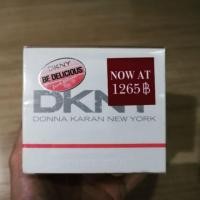 DKNY
BE DELICIOUS
NOW AT
1265฿
DKNY
DONNA KARAN NEW YORK